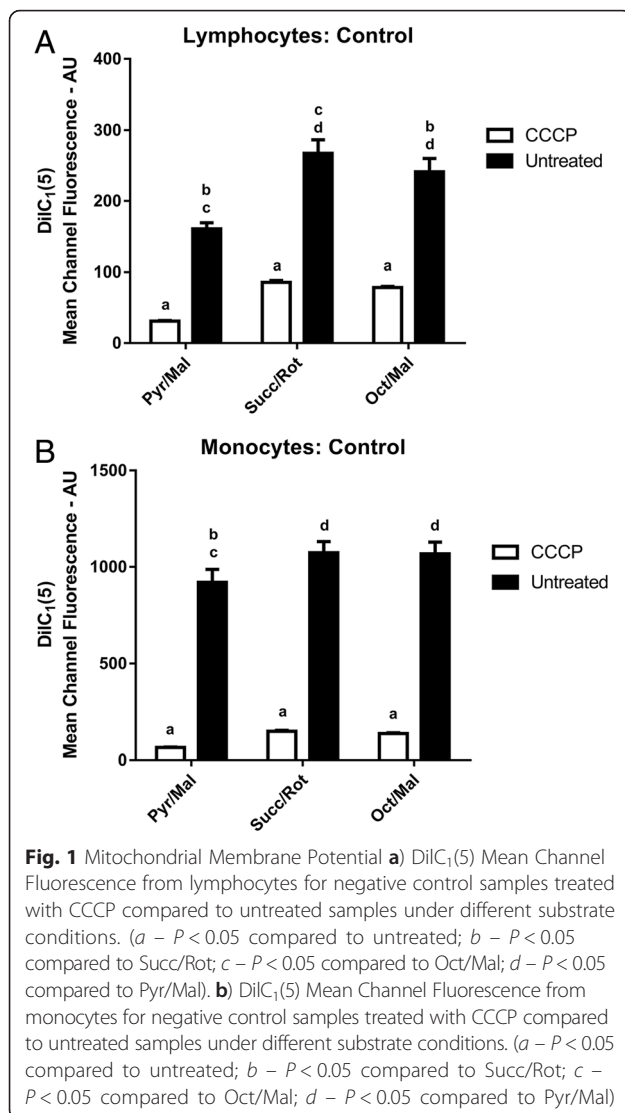 A
Lymphocytes: Control
DilC1(5)
Mean Channel Fluorescence - AU
400
300
200
100
0
a
b
c
a
c
d
a
b
d
CCCP
Untreated
Pyr/Mal
Succ/Rot
Oct/Mal
B
Monocytes: Control
DilC1(5)
Mean Channel Fluorescence - AU
1500
1000
500
0
a
b
c
a
d
a
d
CCCP
Untreated
Pyr/Mal
Succ/Rot
Oct/Mal
Fig. 1 Mitochondrial Membrane Potential a) DilC1(5) Mean Channel
Fluorescence from lymphocytes for negative control samples treated
with CCCP compared to untreated samples under different substrate
conditions. (a – P < 0.05 compared to untreated; b – P < 0.05
compared to Succ/Rot; c – P < 0.05 compared to Oct/Mal; d – P < 0.05
compared to Pyr/Mal). b) DilC1(5) Mean Channel Fluorescence from
monocytes for negative control samples treated with CCCP compared
to untreated samples under different substrate conditions. (a – P < 0.05
compared to untreated; b – P < 0.05 compared to Succ/Rot; c –
P < 0.05 compared to Oct/Mal; d – P < 0.05 compared to Pyr/Mal)